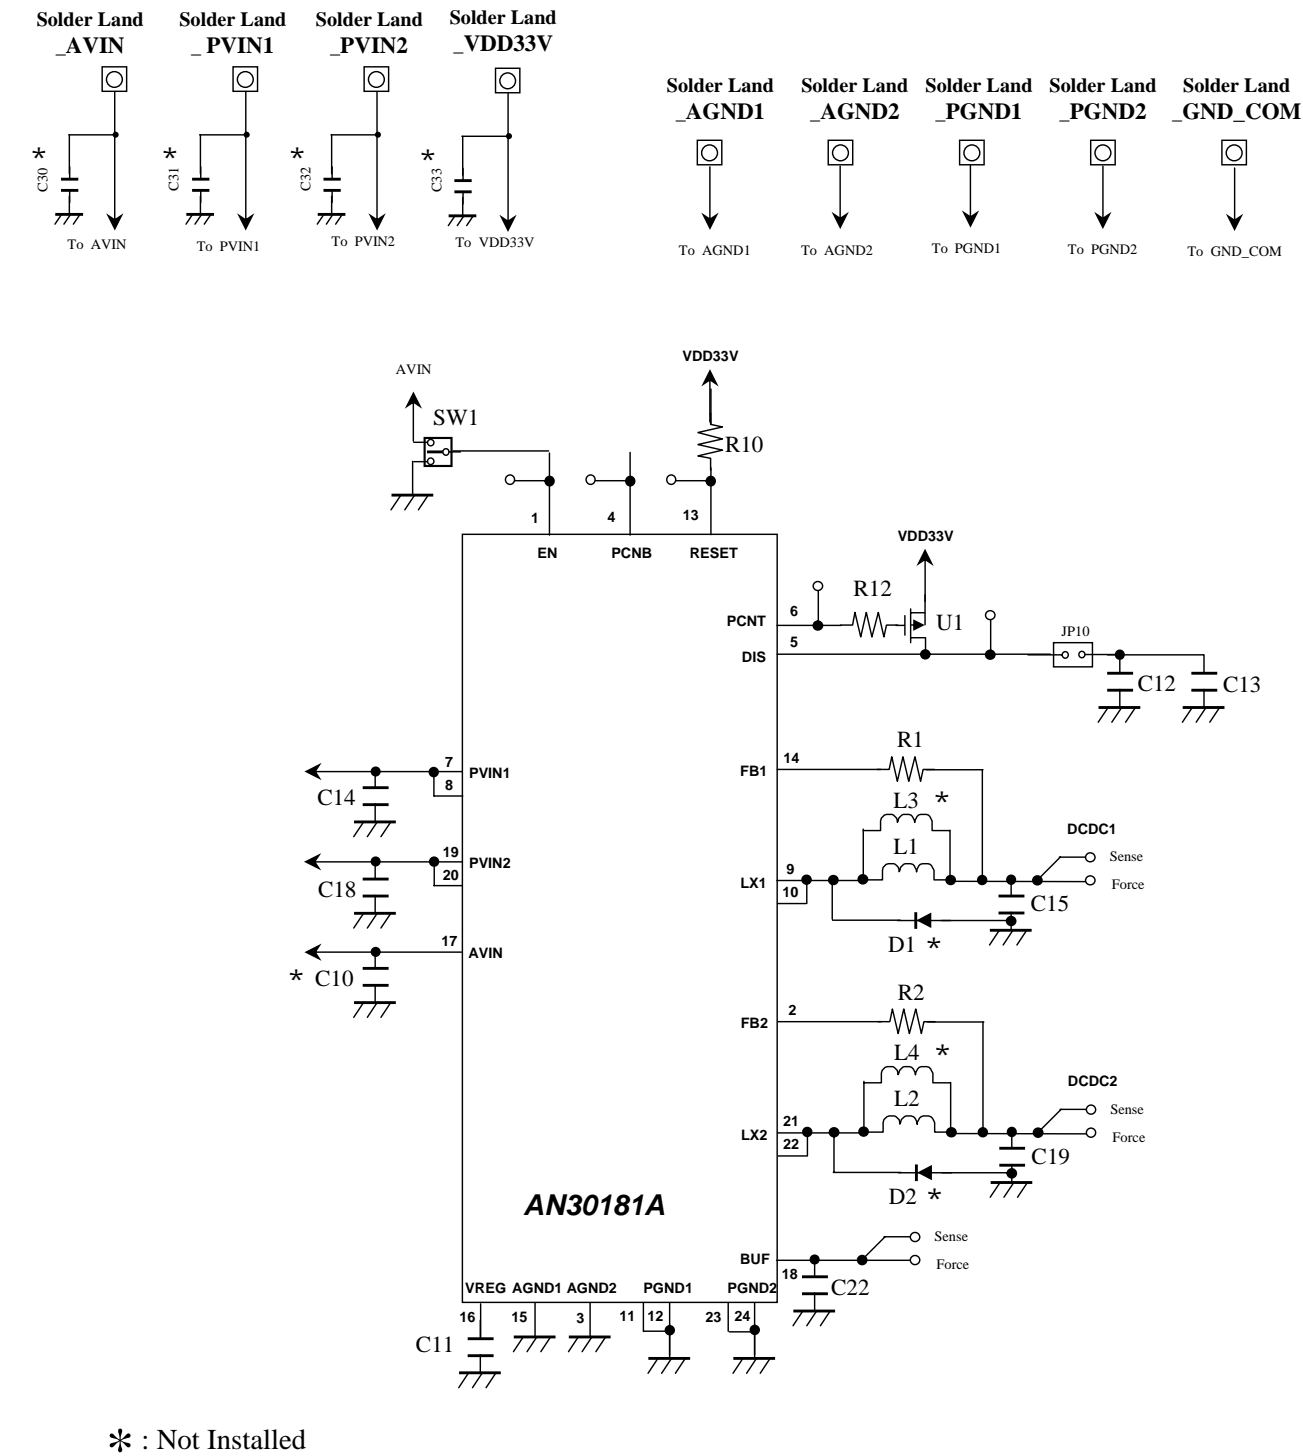 Solder Land
_AVIN
Solder Land
_ PVIN1
Solder Land
_PVIN2
Solder Land
_VDD33V
Solder Land
_AGND1
Solder Land
_AGND2
Solder Land
_PGND1
Solder Land
_PGND2
Solder Land
_GND_COM
C30 *
C31 *
C32 *
C33 *
To AVIN
To PVIN1
To PVIN2
To VDD33V
To AGND1
To AGND2
To PGND1
To PGND2
To GND_COM
AVIN
SW1
VDD33V
R10
1
4
13
EN
PCNB
RESET
VDD33V
R12
U1
PCNT
6
DIS
5
JP10
C12
C13
R1
FB1
14
L3 *
L1
DCDC1
Sense
Force
LX1
9
10
C15
D1 *
7
8
PVIN1
C14
19
20
PVIN2
C18
17
AVIN
* C10
R2
FB2
2
L4 *
L2
DCDC2
Sense
Force
LX2
21
22
C19
D2 *
AN30181A
BUF
18
Sense
Force
C22
VREG
AGND1
AGND2
PGND1
PGND2
16
15
3
11
12
23
24
C11
* : Not Installed